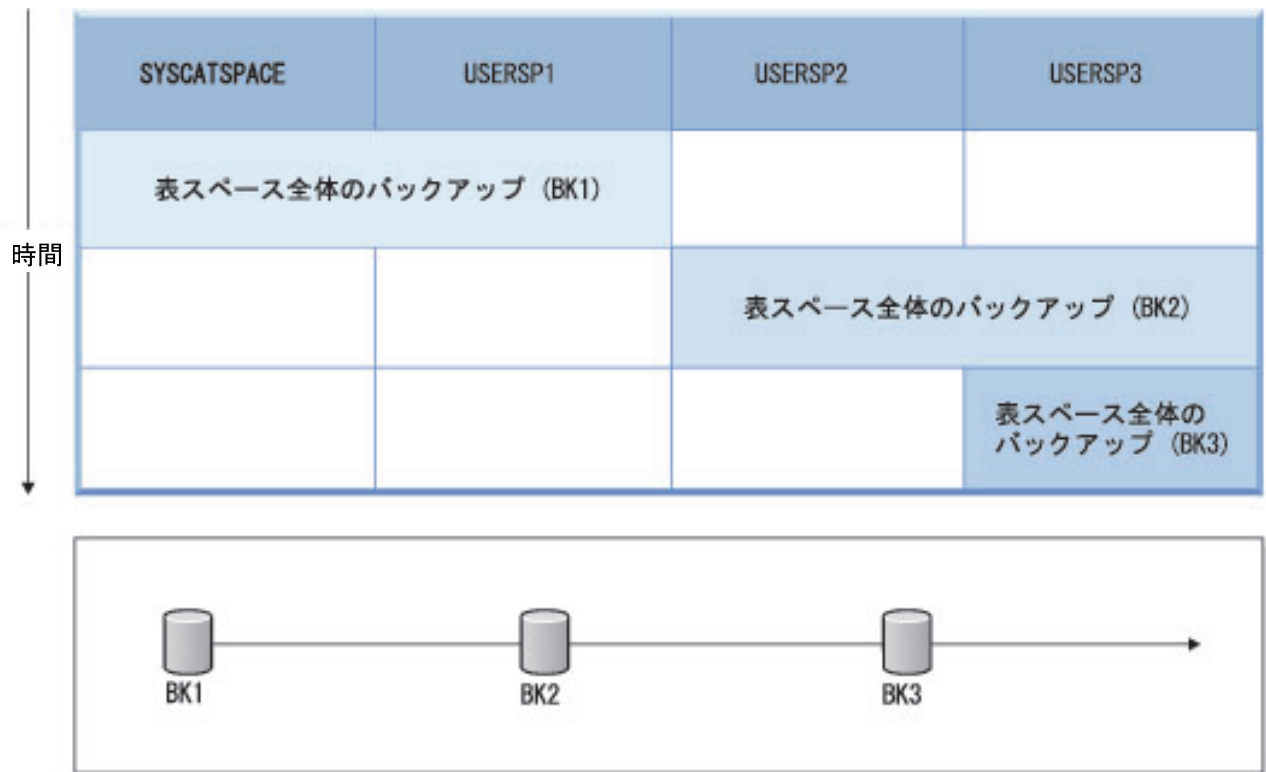 SYSCATSPACE
USERSP1
USERSP2
USERSP3
表スペース全体のバックアップ (BK1)
時間
表スペース全体のバックアップ (BK2)
表スペース全体の
バックアップ (BK3)
BK1
BK2
BK3